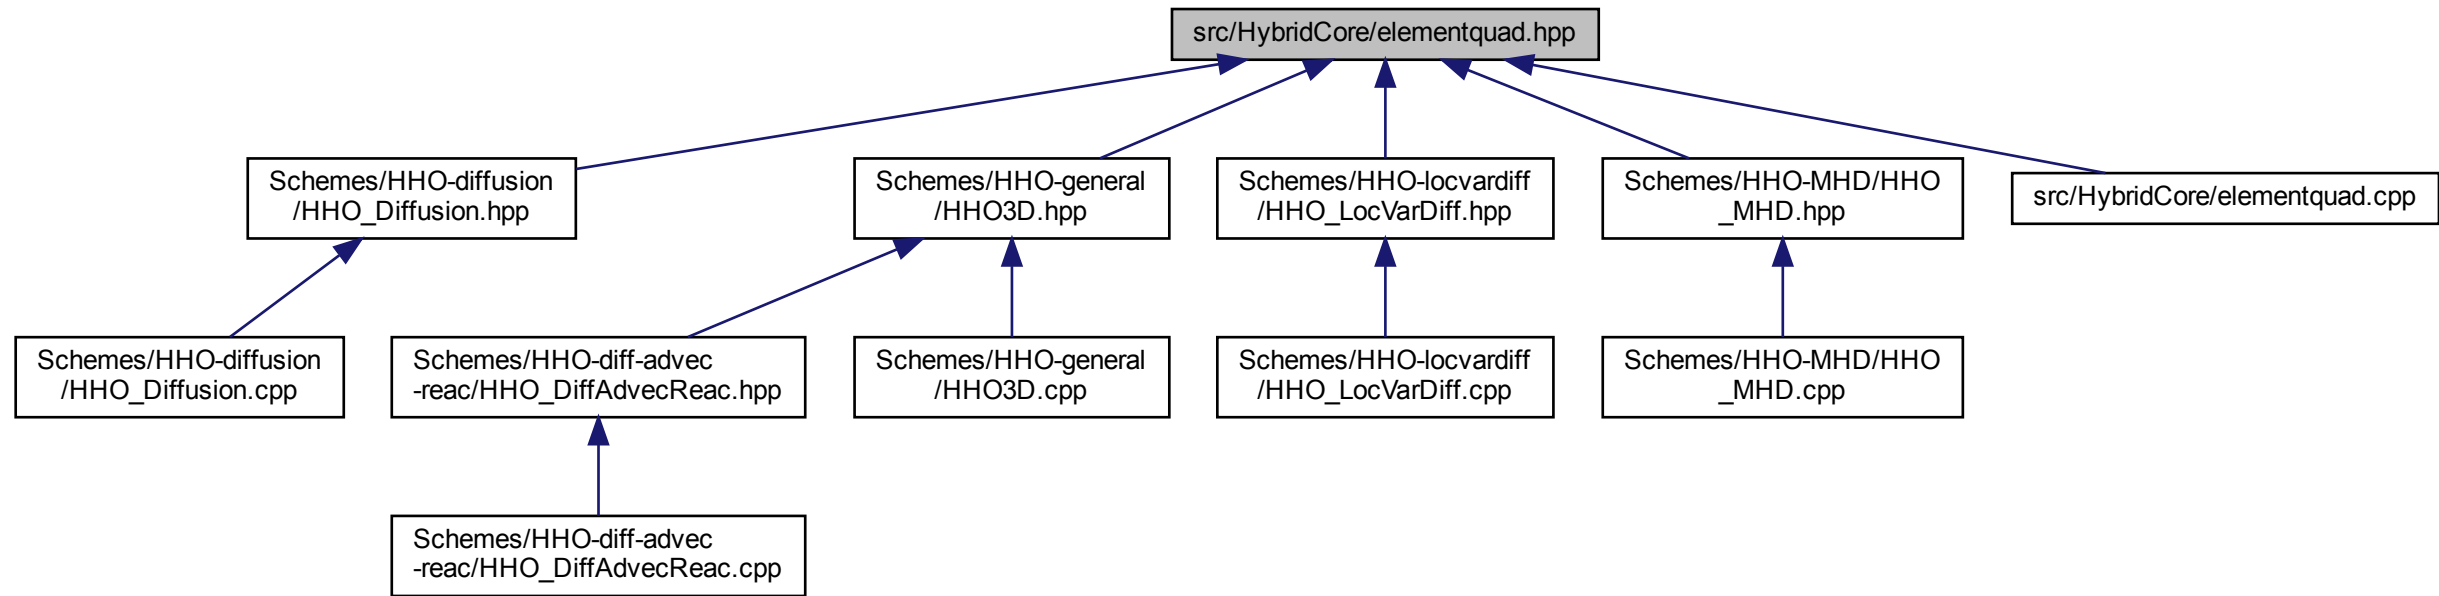 src/HybridCore/elementquad.hpp
Schemes/HHO-diffusion
/HHO_Diffusion.hpp
Schemes/HHO-general
/HHO3D.hpp
Schemes/HHO-locvardiff
/HHO_LocVarDiff.hpp
Schemes/HHO-MHD/HHO
_MHD.hpp
src/HybridCore/elementquad.cpp
Schemes/HHO-diffusion
/HHO_Diffusion.cpp
Schemes/HHO-diff-advec
-reac/HHO_DiffAdvecReac.hpp
Schemes/HHO-general
/HHO3D.cpp
Schemes/HHO-locvardiff
/HHO_LocVarDiff.cpp
Schemes/HHO-MHD/HHO
_MHD.cpp
Schemes/HHO-diff-advec
-reac/HHO_DiffAdvecReac.cpp